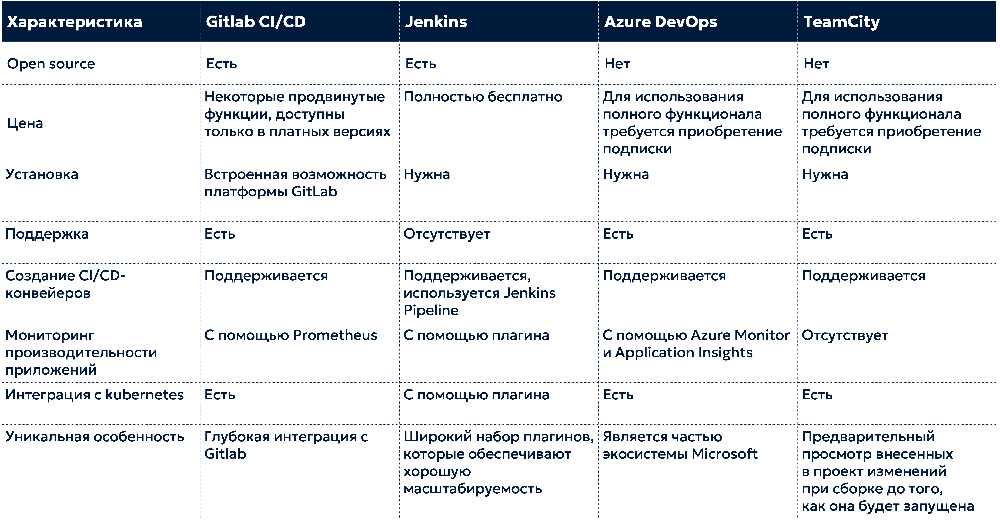 Характеристика
Gitlab CI/CD
Jenkins
Azure DevOps
TeamCity
Open source
Есть
Есть
Нет
Нет
Цена
Некоторые продвинутые
функции, доступны
только в платных версиях
Полностью бесплатно
Для использования
полного функционала
требуется приобретение
подписки
Для использования
полного функционала
требуется приобретение
подписки
Установка
Встроенная возможность
платформы GitLab
Нужна
Нужна
Нужна
Поддержка
Есть
Отсутствует
Есть
Есть
Создание CI/CD-
конвейеров
Поддерживается
Поддерживается,
используется Jenkins
Pipeline
Поддерживается
Поддерживается
Мониторинг
производительности
приложений
С помощью Prometheus
С помощью плагина
С помощью Azure Monitor
и Application Insights
Отсутствует
Интеграция с kubernetes
Есть
С помощью плагина
Есть
Есть
Уникальная особенность
Глубокая интеграция с
Gitlab
Широкий набор плагинов,
которые обеспечивают
хорошую
масштабируемость
Является частью
экосистемы Microsoft
Предварительный
просмотр внесенных
в проект изменений
при сборке до того,
как она будет запущена